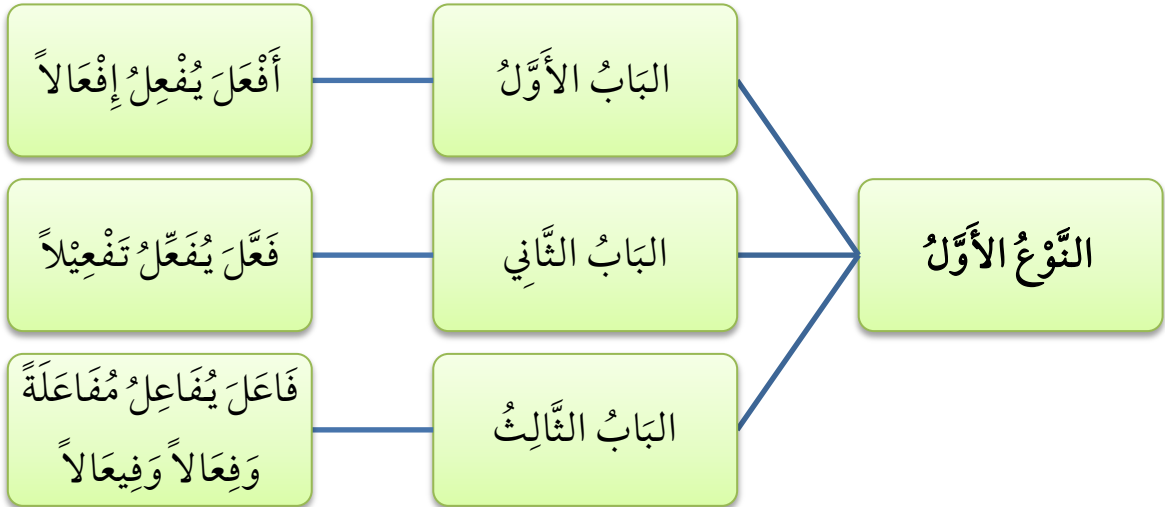 النَّوْعُ الأَوَّلُ
البَابُ الأَوَّلُ
أَفْعَلَ يُفْعِلُ إِفْعَالاً
البَابُ الثَّانِي
فَعَّلَ يُفَعِّلُ تَفْعِيْلاً
البَابُ الثَّالِثُ
فَاعَلَ يُفَاعِلُ مُفَاعَلَةً
وَفِعَالاً وَفِيعَالاً